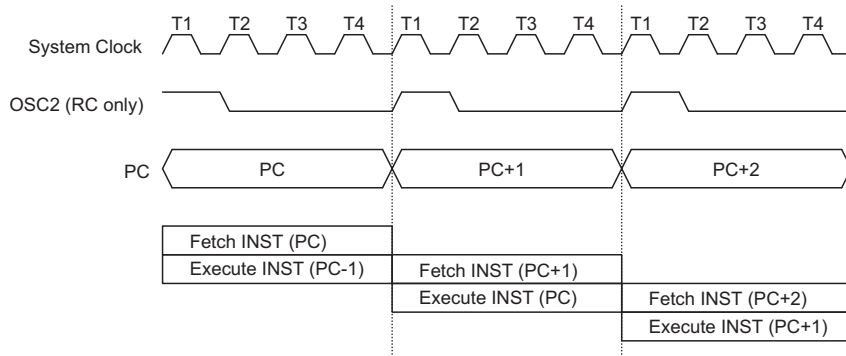 T1 T2 T3 T4 T1 T2 T3 T4 T1 T2 T3 T4
System Clock
OSC2 (RC only)
PC PC PC+1 PC+2
Fetch INST (PC)
Execute INST (PC-1) Fetch INST (PC+1)
Execute INST (PC) Fetch INST (PC+2)
Execute INST (PC+1)